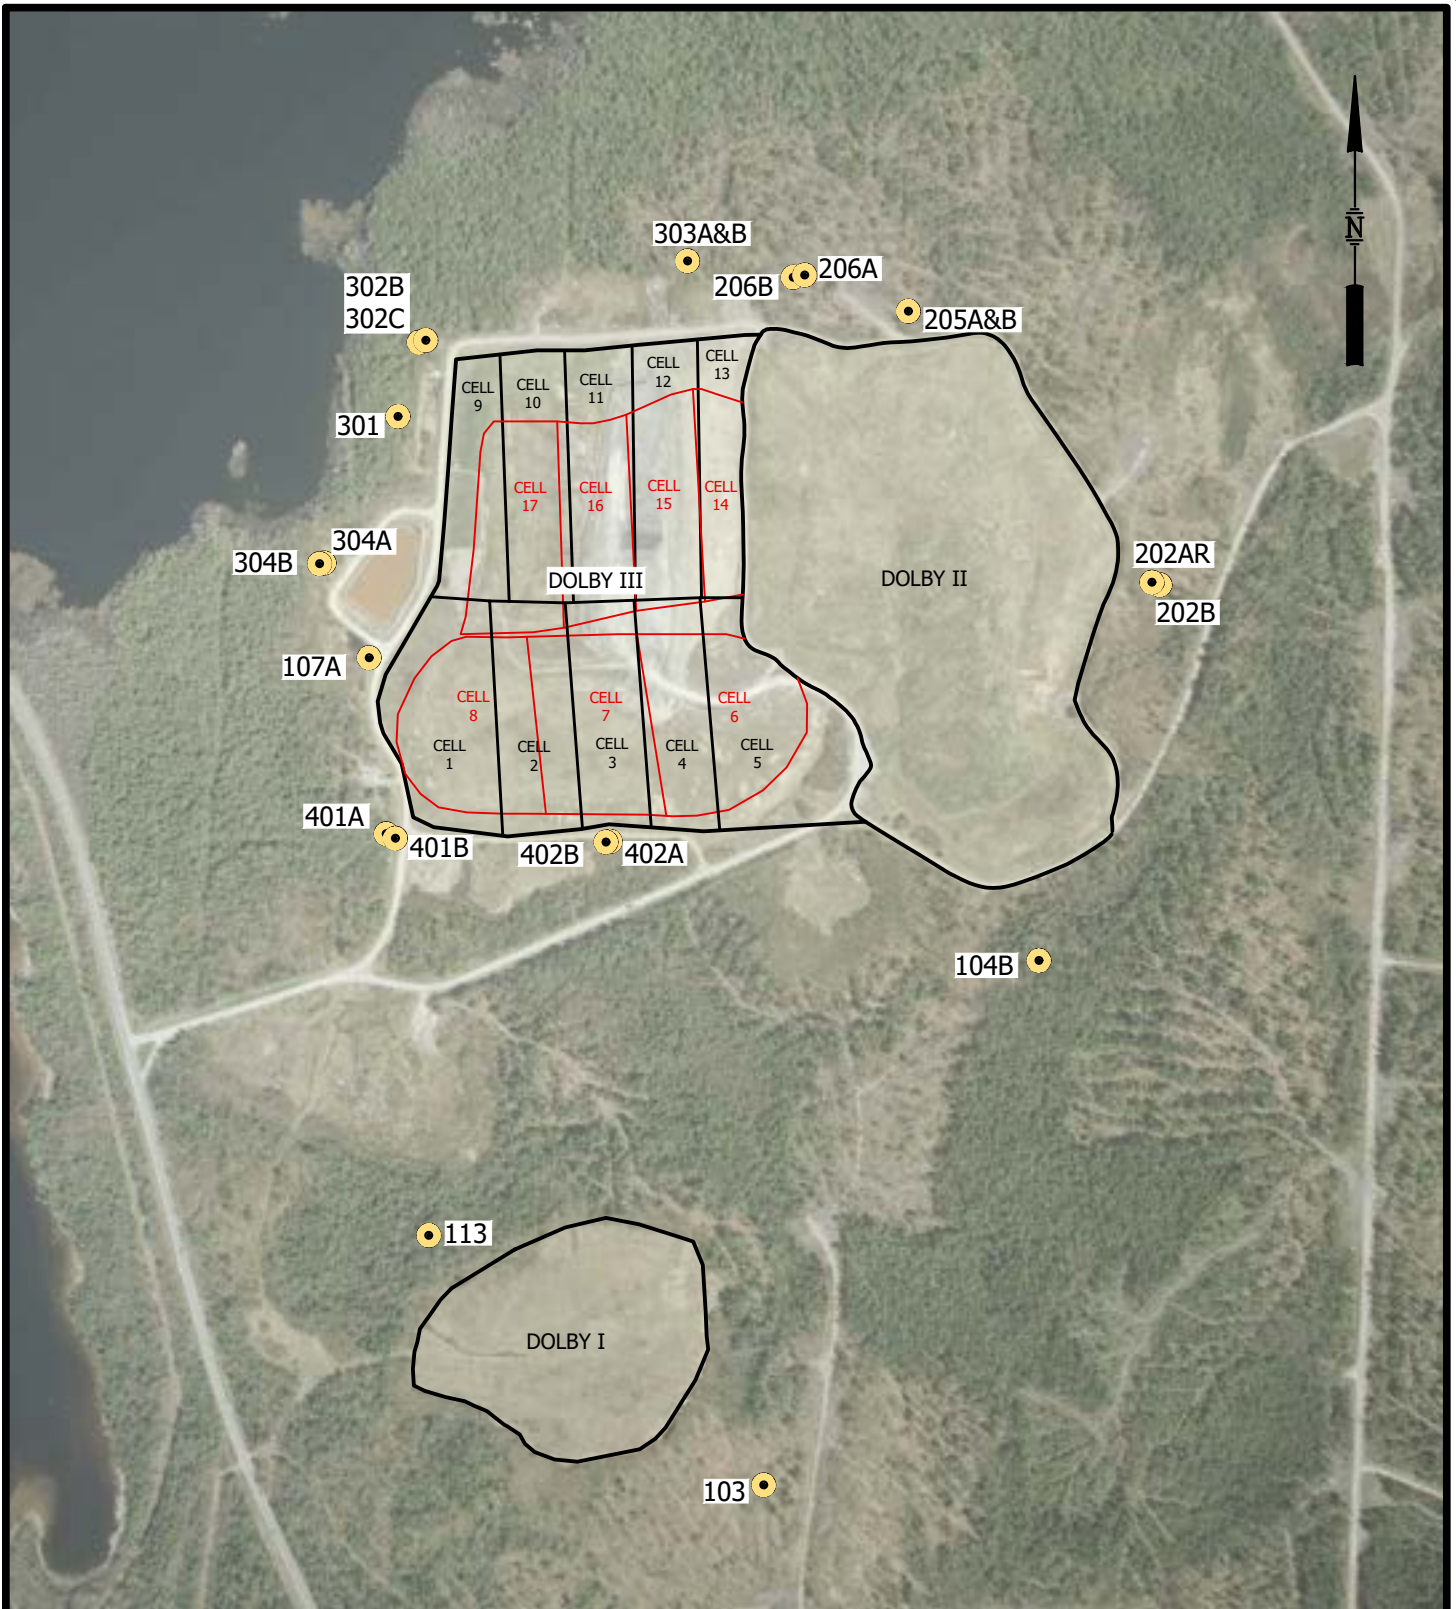 N
303A&B
206A
206B
302B
302C
205A&B
301
CELL
9
CELL
10
CELL
11
CELL
12
CELL
13
CELL
17
CELL
16
CELL
15
CELL
14
304A
304B
DOLBY III
DOLBY II
202AR
202B
107A
CELL
8
CELL
7
CELL
6
CELL
1
CELL
2
CELL
3
CELL
4
CELL
5
401A
401B
402B
402A
104B
113
DOLBY I
103